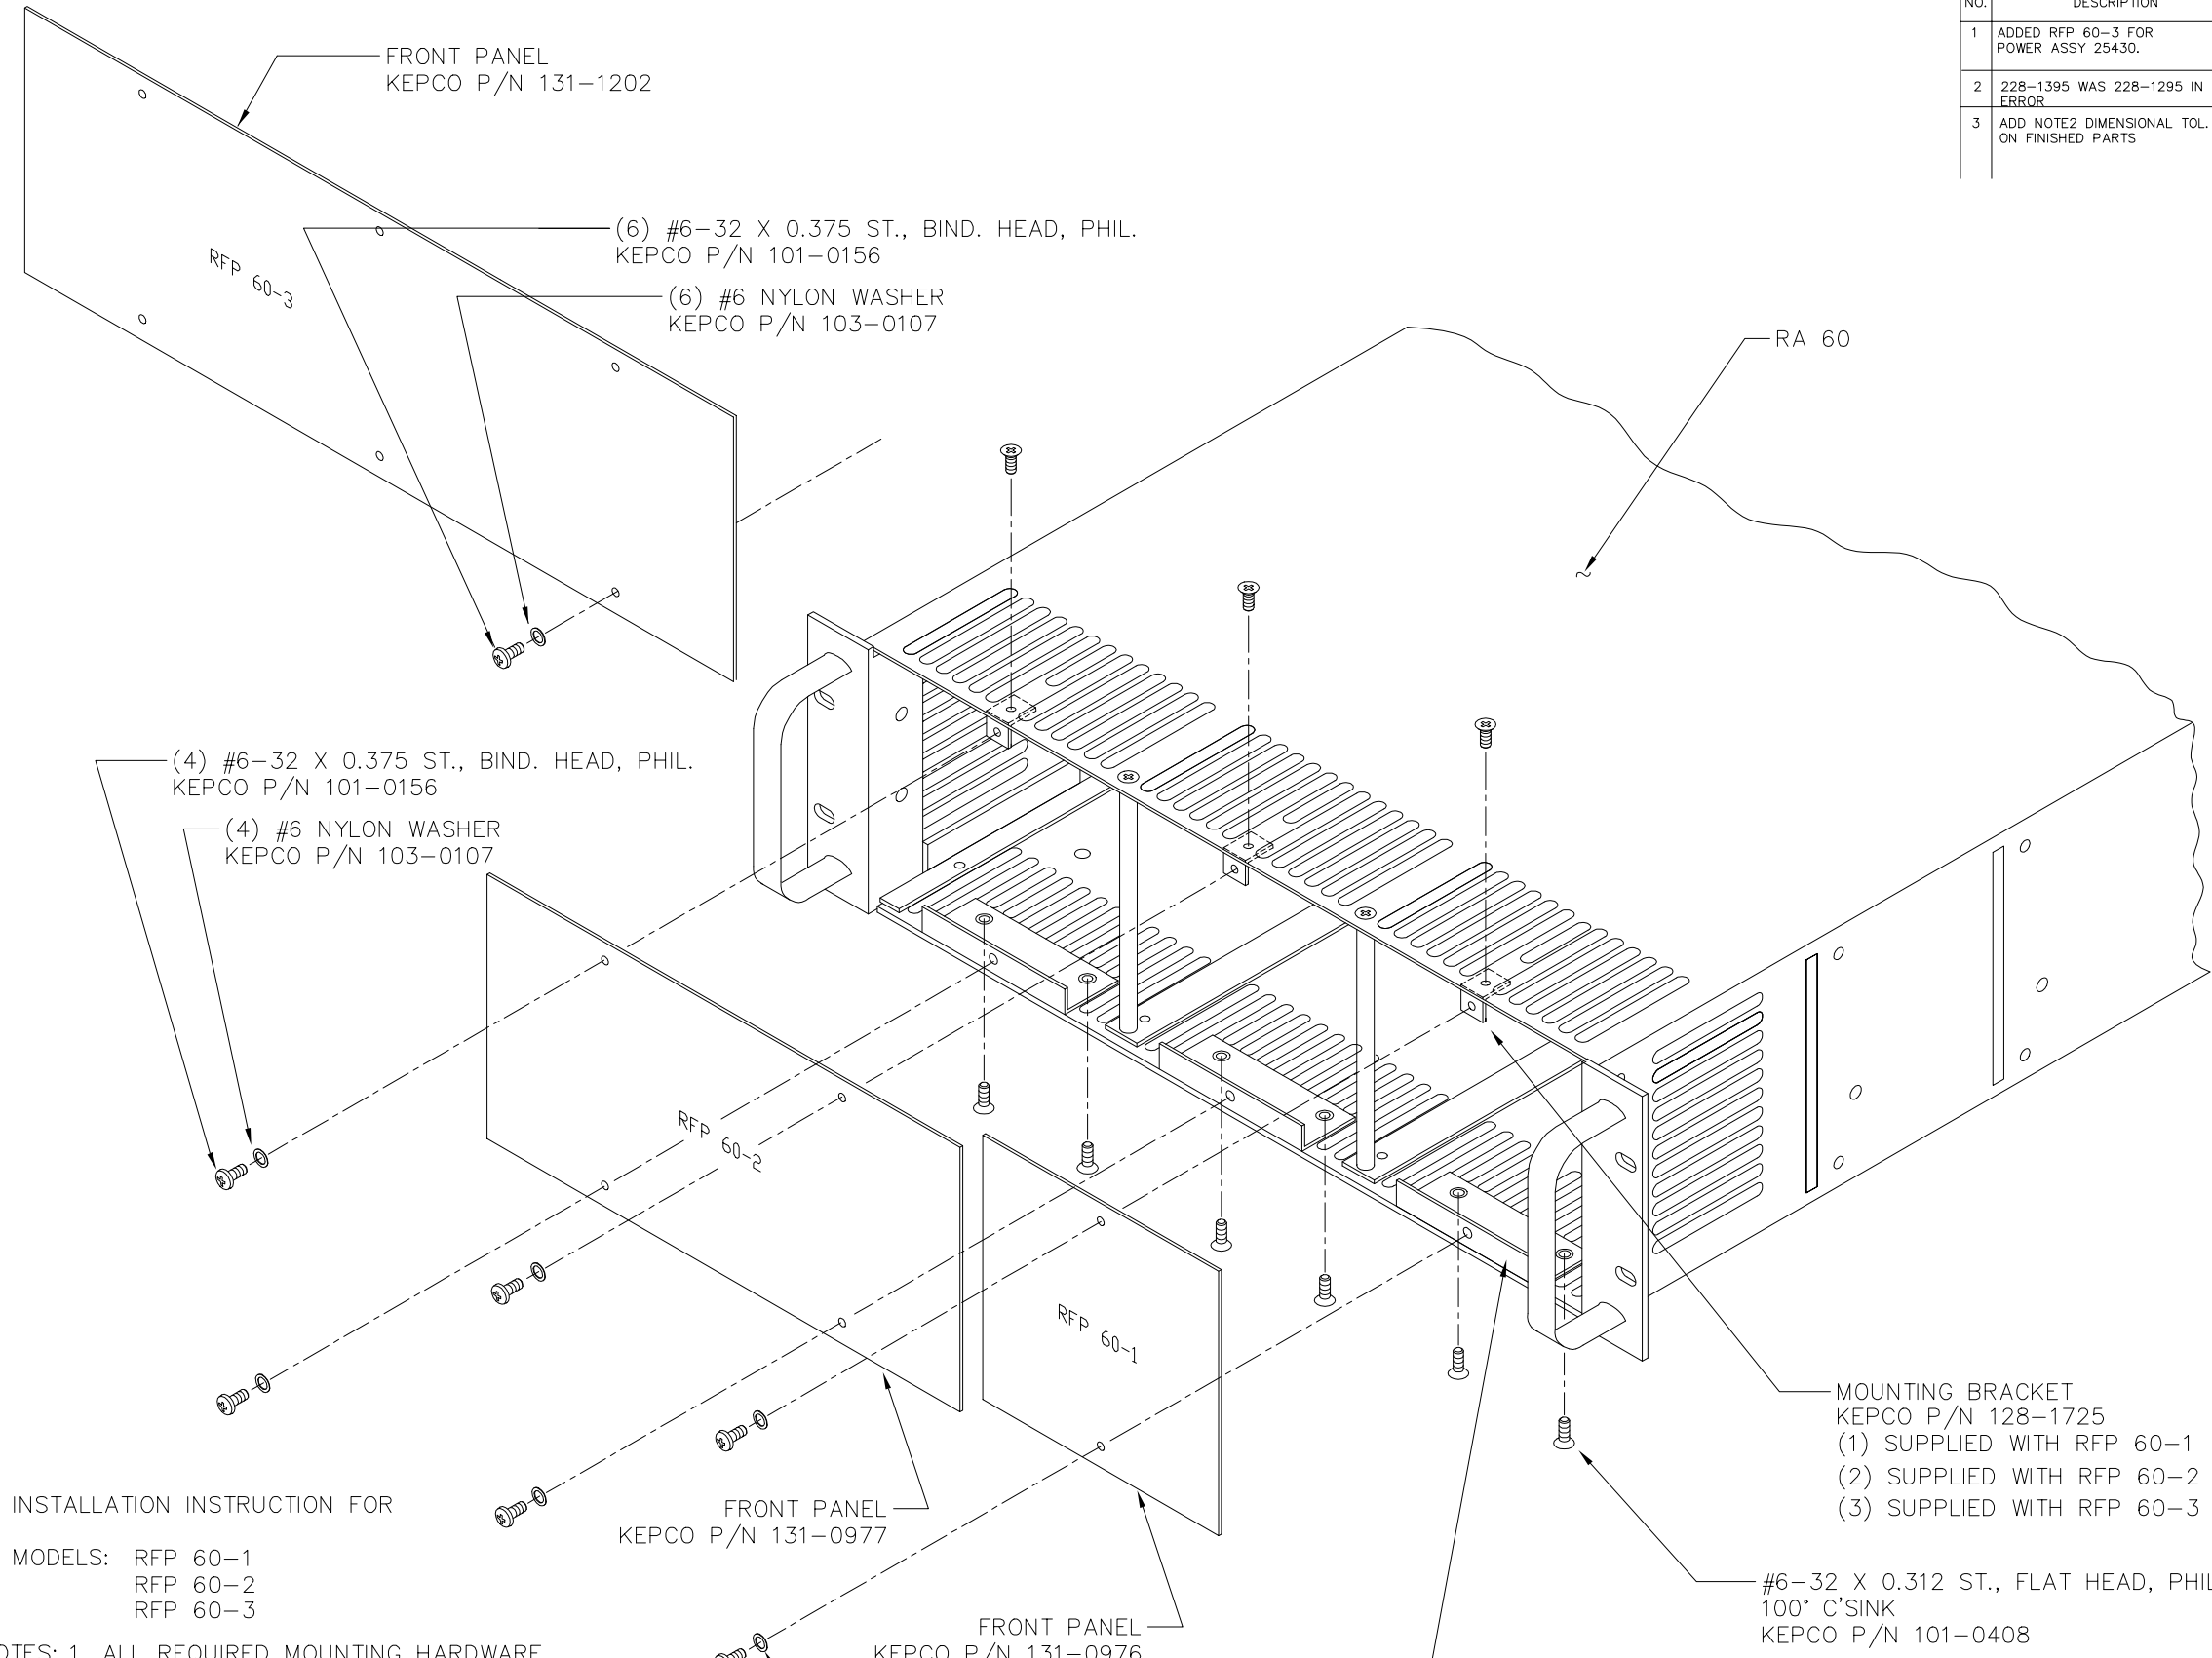 NO. DESCRIPTION
1 ADDED RFP 60-3 FOR
POWER ASSY 25430.
2 228-1395 WAS 228-1295 IN
ERROR
3 ADD NOTE2 DIMENSIONAL TOL.
ON FINISHED PARTS
FRONT PANEL
KEPCO P/N 131-1202
RFP 60-3
(6) #6-32 X 0.375 ST., BIND. HEAD, PHIL.
KEPCO P/N 101-0156
(6) #6 NYLON WASHER
KEPCO P/N 103-0107
RA 60
(4) #6-32 X 0.375 ST., BIND. HEAD, PHIL.
KEPCO P/N 101-0156
(4) #6 NYLON WASHER
KEPCO P/N 103-0107
RFP 60-2
RFP 60-1
MOUNTING BRACKET
KEPCO P/N 128-1725
(1) SUPPLIED WITH RFP 60-1
(2) SUPPLIED WITH RFP 60-2
(3) SUPPLIED WITH RFP 60-3
FRONT PANEL
KEPCO P/N 131-0977
#6-32 X 0.312 ST., FLAT HEAD, PHIL
100° C'SINK
KEPCO P/N 101-0408
FRONT PANEL
KEPCO P/N 131-0976
INSTALLATION INSTRUCTION FOR
MODELS: RFP 60-1
RFP 60-2
RFP 60-3
OTES: 1. ALL REQUIRED MOUNTING HARDWARE